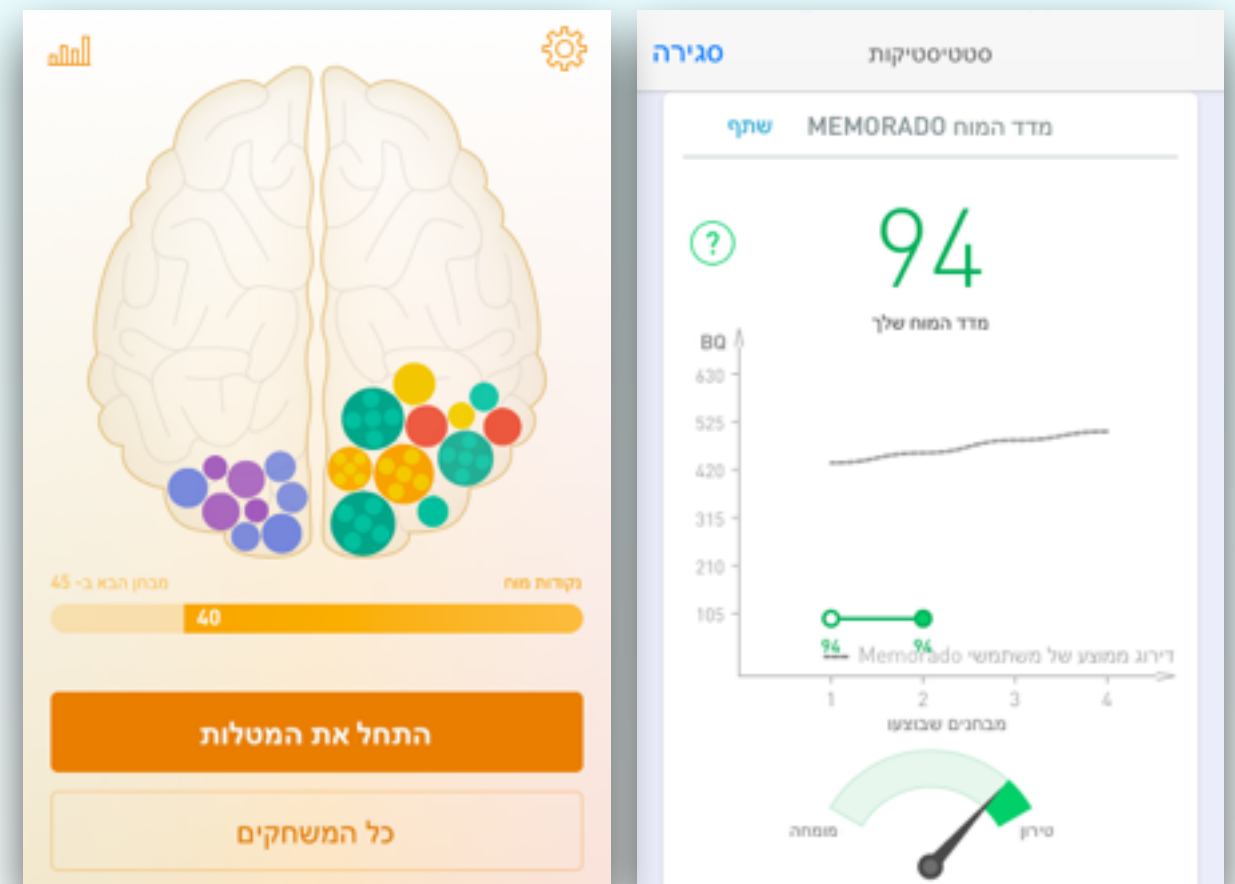 נקודות מוח
מבחן הבא ב- 45
40
התחל את המטלות
כל המשחקים
סטטיסטיקות
סגירה
מדד המוח MEMORADO
שתף
?
94
מדד המוח שלך
BQ
630
525
420
315
210
105
94
94
דירוג ממוצע של משתמשי Memorado
1 2 3 4
מבחנים שבוצעו
טירון
מומחה